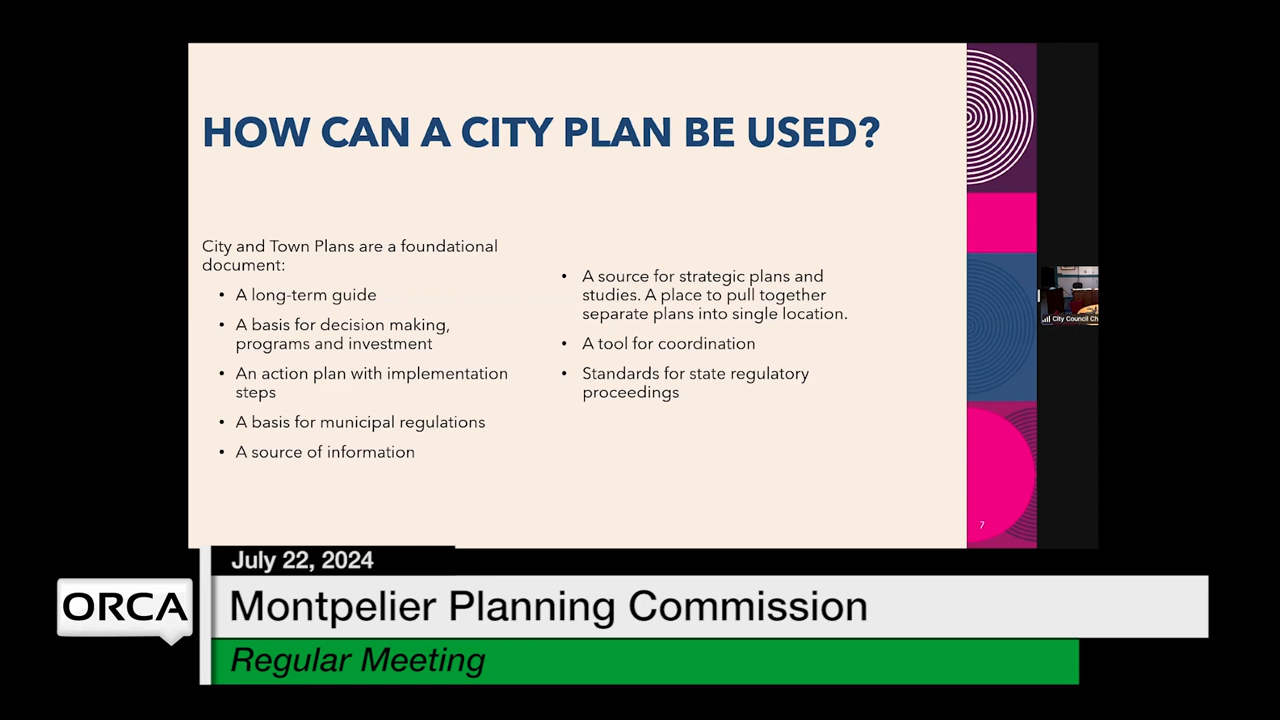 HOW CAN A CITY PLAN BE USED?
City and Town Plans are a foundational
document:
• A long-term guide
• A basis for decision making,
programs and investment
• An action plan with implementation
steps
• A basis for municipal regulations
• A source of information
• A source for strategic plans and
studies. A place to pull together
separate plans into single location.
• A tool for coordination
• Standards for state regulatory
proceedings
7
City Council Ch
July 22, 2024
ORCA
Montpelier Planning Commission
Regular Meeting